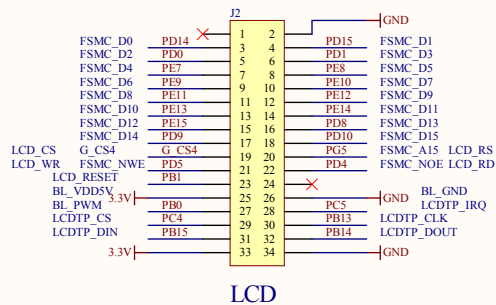 J2
1 2 GND
FSMC_D0 PD14 3 4 PD15 FSMC_D1
FSMC_D2 PD0 5 6 PD1 FSMC_D3
FSMC_D4 PE7 7 8 PE8 FSMC_D5
FSMC_D6 PE9 9 10 PE10 FSMC_D7
FSMC_D8 PE11 11 12 PE12 FSMC_D9
FSMC_D10 PE13 13 14 PE14 FSMC_D11
FSMC_D12 PE15 15 16 PD8 FSMC_D13
FSMC_D14 PD9 17 18 PD10 FSMC_D15
LCD_CS G_CS4 G_CS4 19 20 PG5 FSMC_A15 LCD_RS
LCD_WR FSMC_NWE PD5 21 22 PD4 FSMC_NOE LCD_RD
LCD_RESET PB1 23 24
BL_VDD5V 3.3V 25 26 GND BL_GND
BL_PWM PB0 27 28 PC5 LCDTP_IRQ
LCDTP_CS PC4 29 30 PB13 LCDTP_CLK
LCDTP_DIN PB15 31 32 PB14 LCDTP_DOUT
3.3V 33 34 GND
LCD